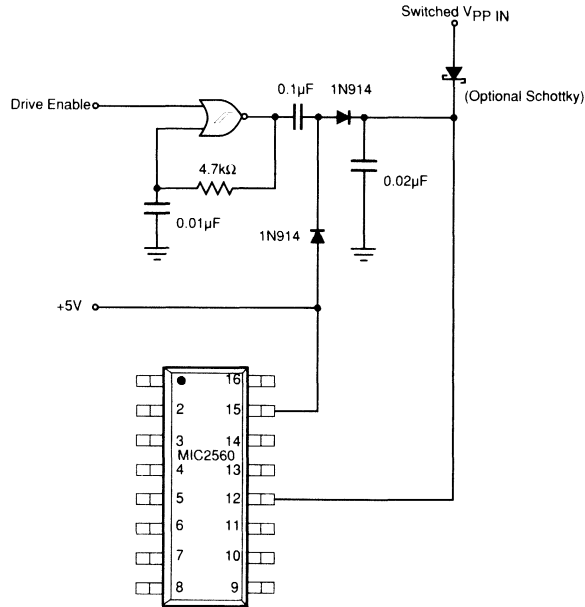 Switched VPP IN
(Optional Schottky)
0.1µF
1N914
Drive Enable
4.7kΩ
0.02µF
0.01µF
1N914
+5V
16
2
15
3
14
MIC2560
4
13
5
12
6
11
7
10
8
9